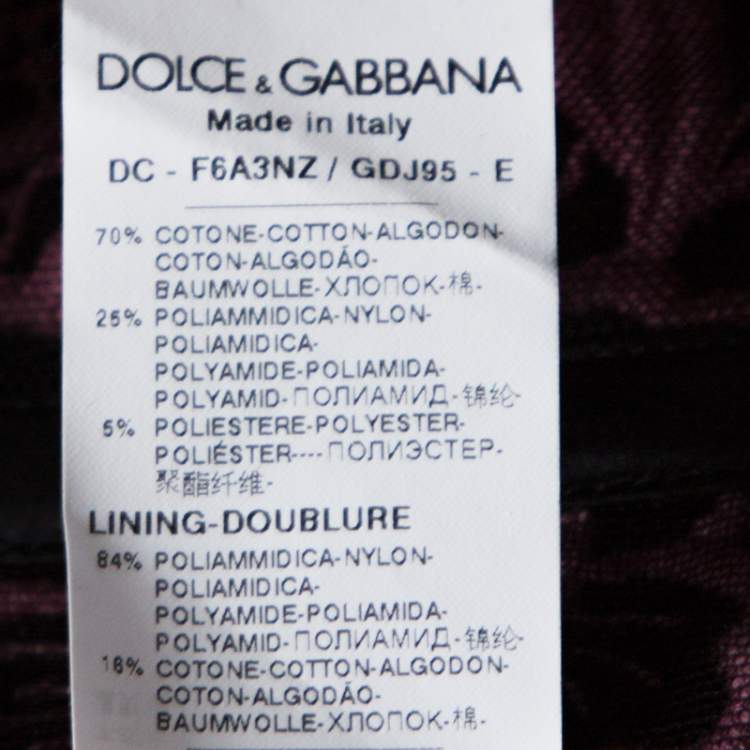 DOLCE & GABBANA
Made in Italy
DC - F6A3NZ / GDJ95 - E
70% COTONE-COTTON-ALGODON-
COTON-ALGODÃO-
BAUMWOLLE-ХЛОПОК-棉-
25% POLIAMMIDICA-NYLON-
POLIAMIDICA-
POLYAMIDE-POLIAMIDA-
POLYAMID-ПОЛИАМИД-锦纶-
5% POLIESTERE-POLYESTER-
POLIÉSTER----ПОЛИЭСТЕР-
聚酯纤维-
LINING-DOUBLURE
84% POLIAMMIDICA-NYLON-
POLIAMIDICA-
POLYAMIDE-POLIAMIDA-
POLYAMID-ПОЛИАМИД-锦纶-
16% COTONE-COTTON-ALGODON-
COTON-ALGODÃO-
BAUMWOLLE-ХЛОПОК-棉-